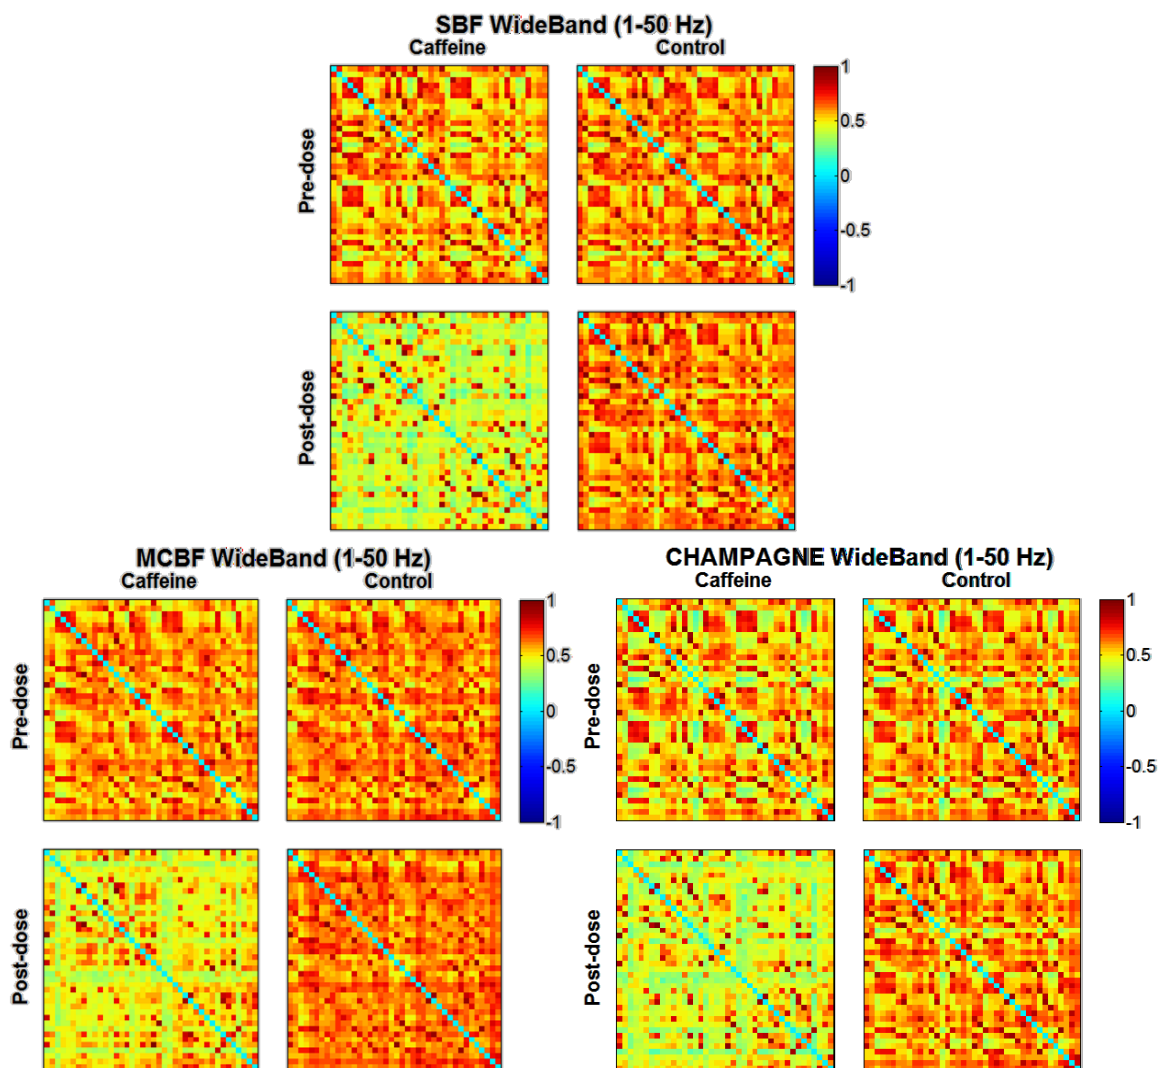 SBF WideBand (1-50 Hz)
Caffeine Control
Pre-dose
1
0.5
0
-0.5
-1
Post-dose
MCBF WideBand (1-50 Hz)
Caffeine Control
Pre-dose
1
0.5
0
-0.5
-1
Post-dose
CHAMPAGNE WideBand (1-50 Hz)
Caffeine Control
Pre-dose
1
0.5
0
-0.5
-1
Post-dose